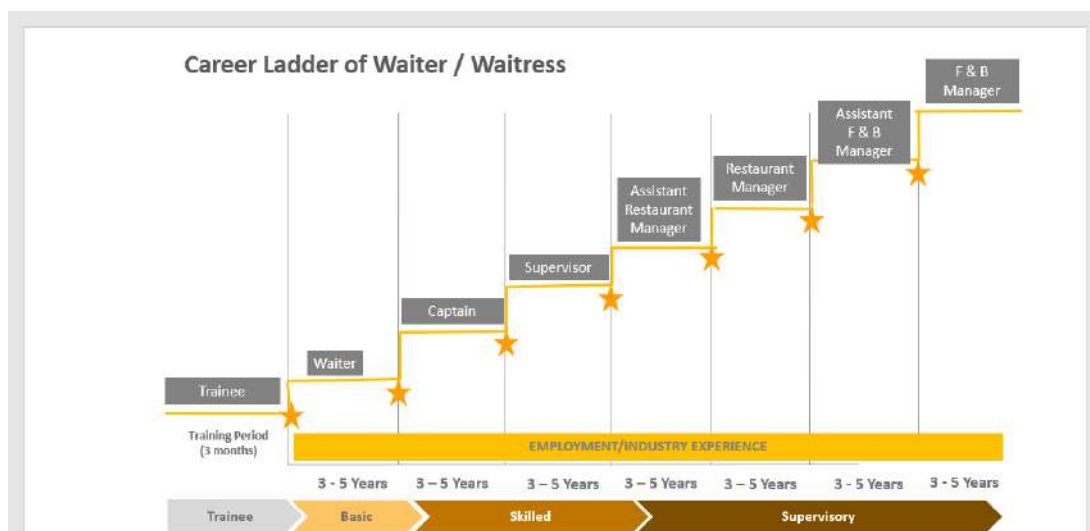 Career Ladder of Waiter / Waitress
F & B
Manager
Assistant
F & B
Manager
Restaurant
Manager
Assistant
Restaurant
Manager
Supervisor
Captain
Waiter
Trainee
Training Period
(3 months)
EMPLOYMENT/INDUSTRY EXPERIENCE
3 - 5 Years
3 – 5 Years
3 – 5 Years
3 – 5 Years
3 – 5 Years
3 - 5 Years
3 - 5 Years
Trainee
Basic
Skilled
Supervisory